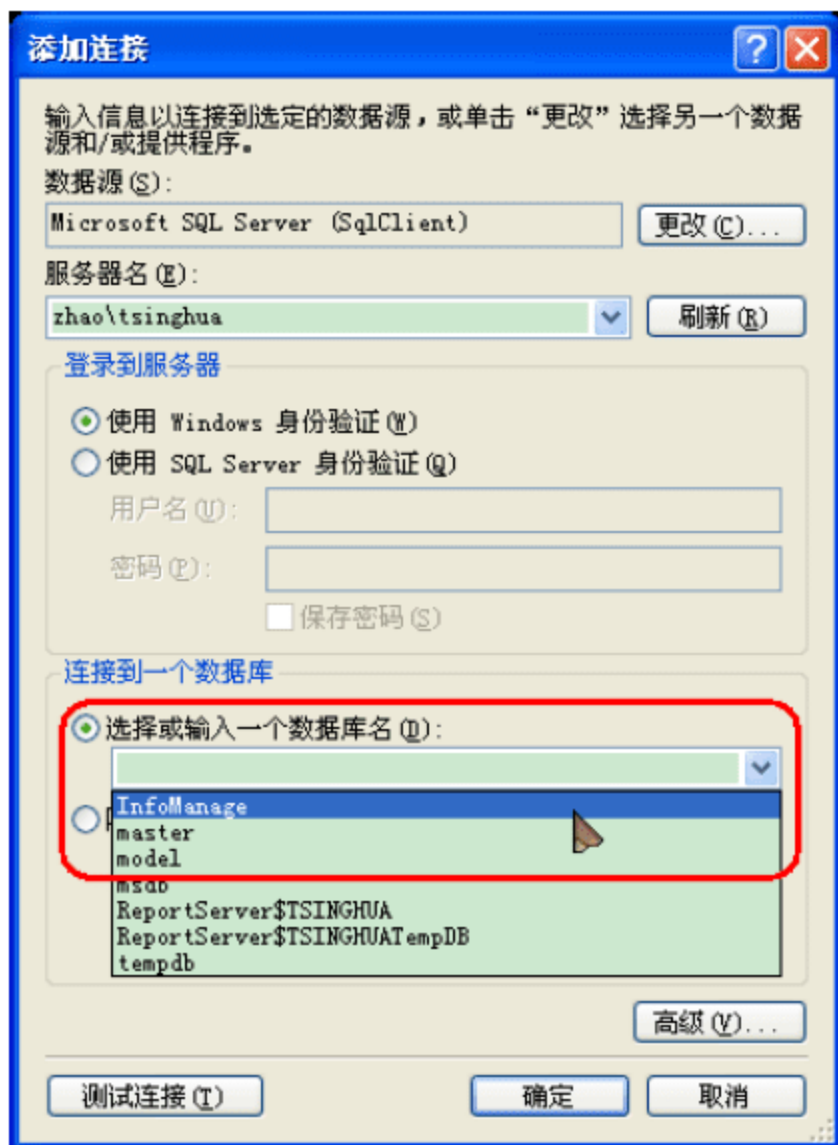 添加连接
输入信息以连接到选定的数据源，或单击“更改”选择另一个数据
源和/或提供程序。
数据源(S):
Microsoft SQL Server (SqlClient)
更改(C)...
服务器名(E):
zhao\tsinghua
刷新(R)
登录到服务器
使用 Windows 身份验证(W)
使用 SQL Server 身份验证(Q)
用户名(U):
密码(P):
保存密码(S)
连接到一个数据库
选择或输入一个数据库名(D):
InfoManage
master
model
msdb
ReportServer$TSINGHUA
ReportServer$TSINGHUATempDB
tempdb
高级(V)...
测试连接(T)
确定
取消